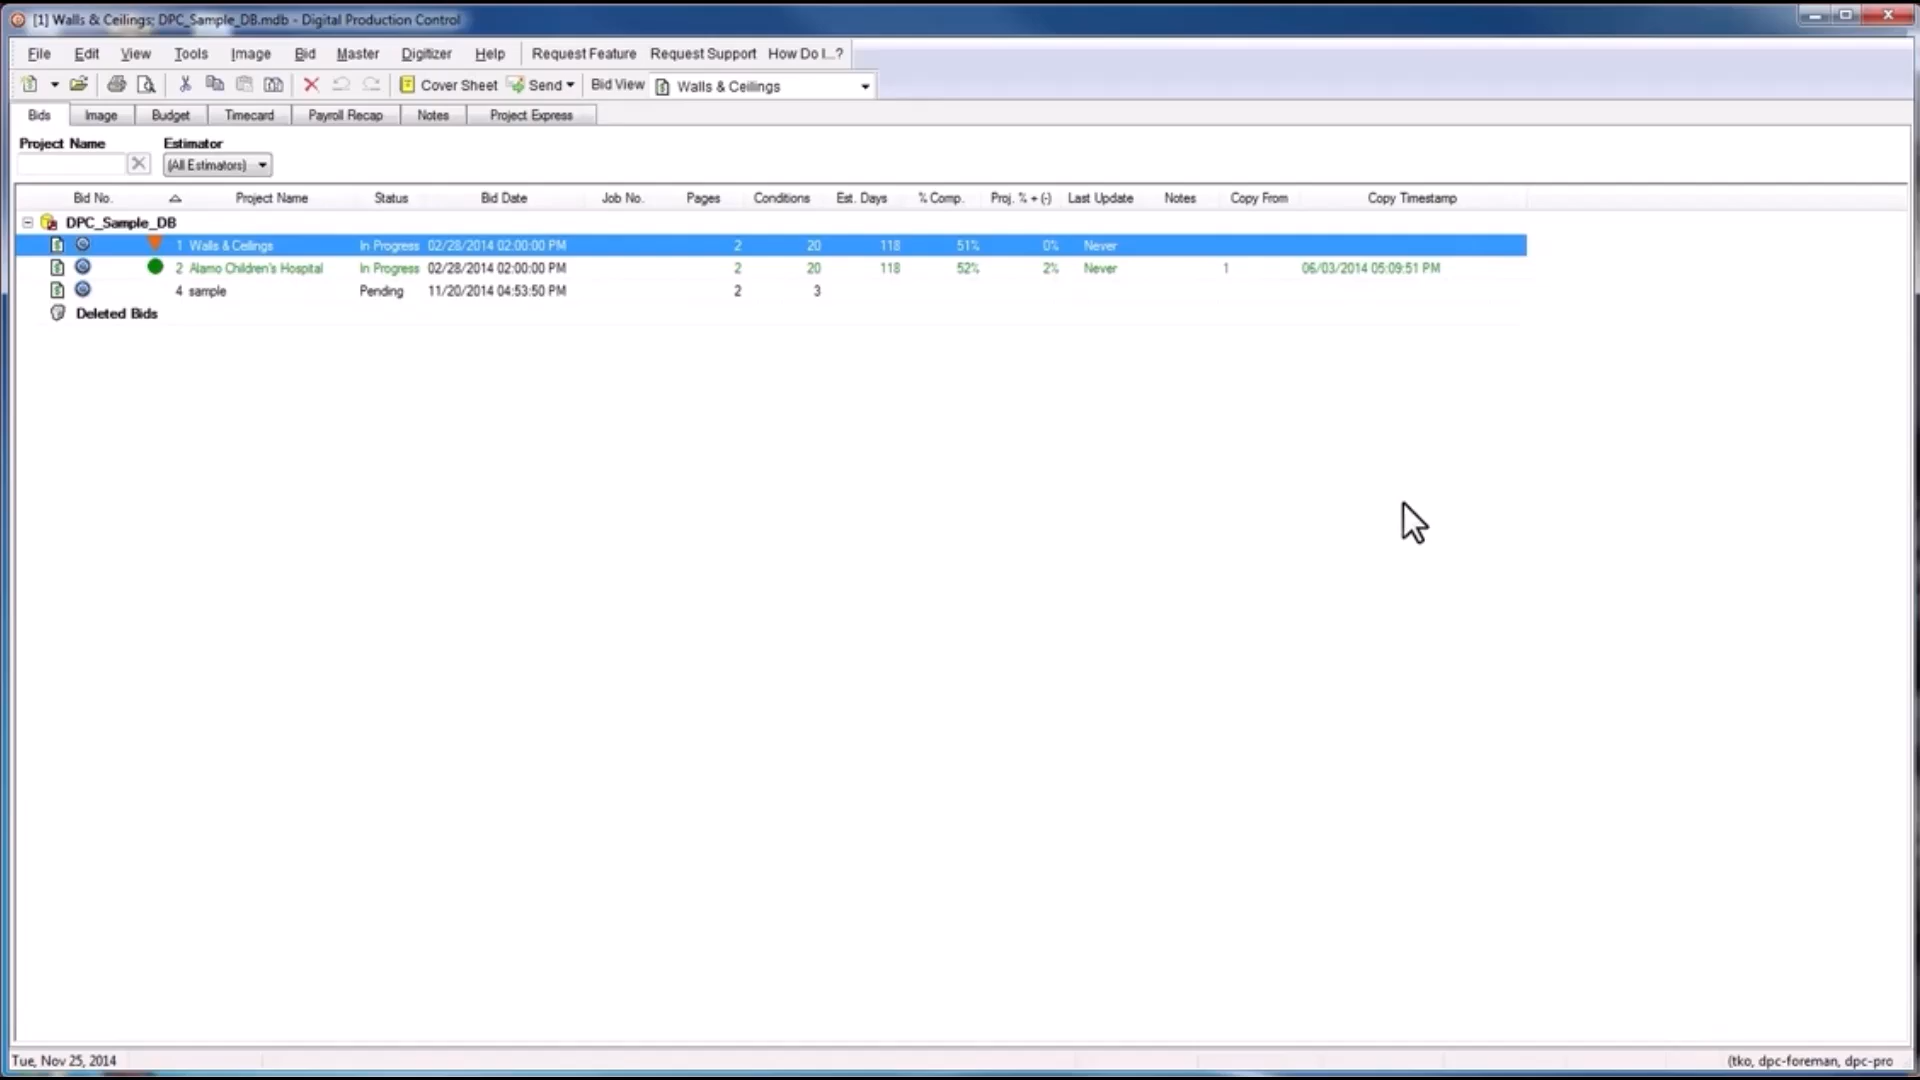 [1] Walls & Ceilings; DPC_Sample_DB.mdb - Digital Production Control
File Edit View Tools Image Bid Master Digitizer Help Request Feature Request Support How Do I...?
Cover Sheet Send Bid View Walls & Ceilings
Bids Image Budget Timecard Payroll Recap Notes Project Express
Project Name Estimator
(All Estimators)
Bid No. Project Name Status Bid Date Job No. Pages Conditions Est. Days % Comp. Proj. % + (-) Last Update Notes Copy From Copy Timestamp
DPC_Sample_DB
1 Walls & Ceilings In Progress 02/28/2014 02:00:00 PM 2 20 118 51% 0% Never
2 Alamo Children's Hospital In Progress 02/28/2014 02:00:00 PM 2 20 118 52% 2% Never 1 06/03/2014 05:09:51 PM
4 sample Pending 11/20/2014 04:53:50 PM 2 3
Deleted Bids
Tue, Nov 25, 2014 (tko, dpc-foreman, dpc-pro